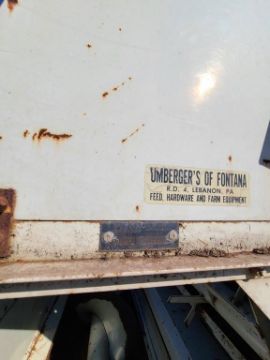 UMBERGER'S OF FONTANA
R.D. 4, LEBANON, PA
FEED, HARDWARE AND FARM EQUIPMENT